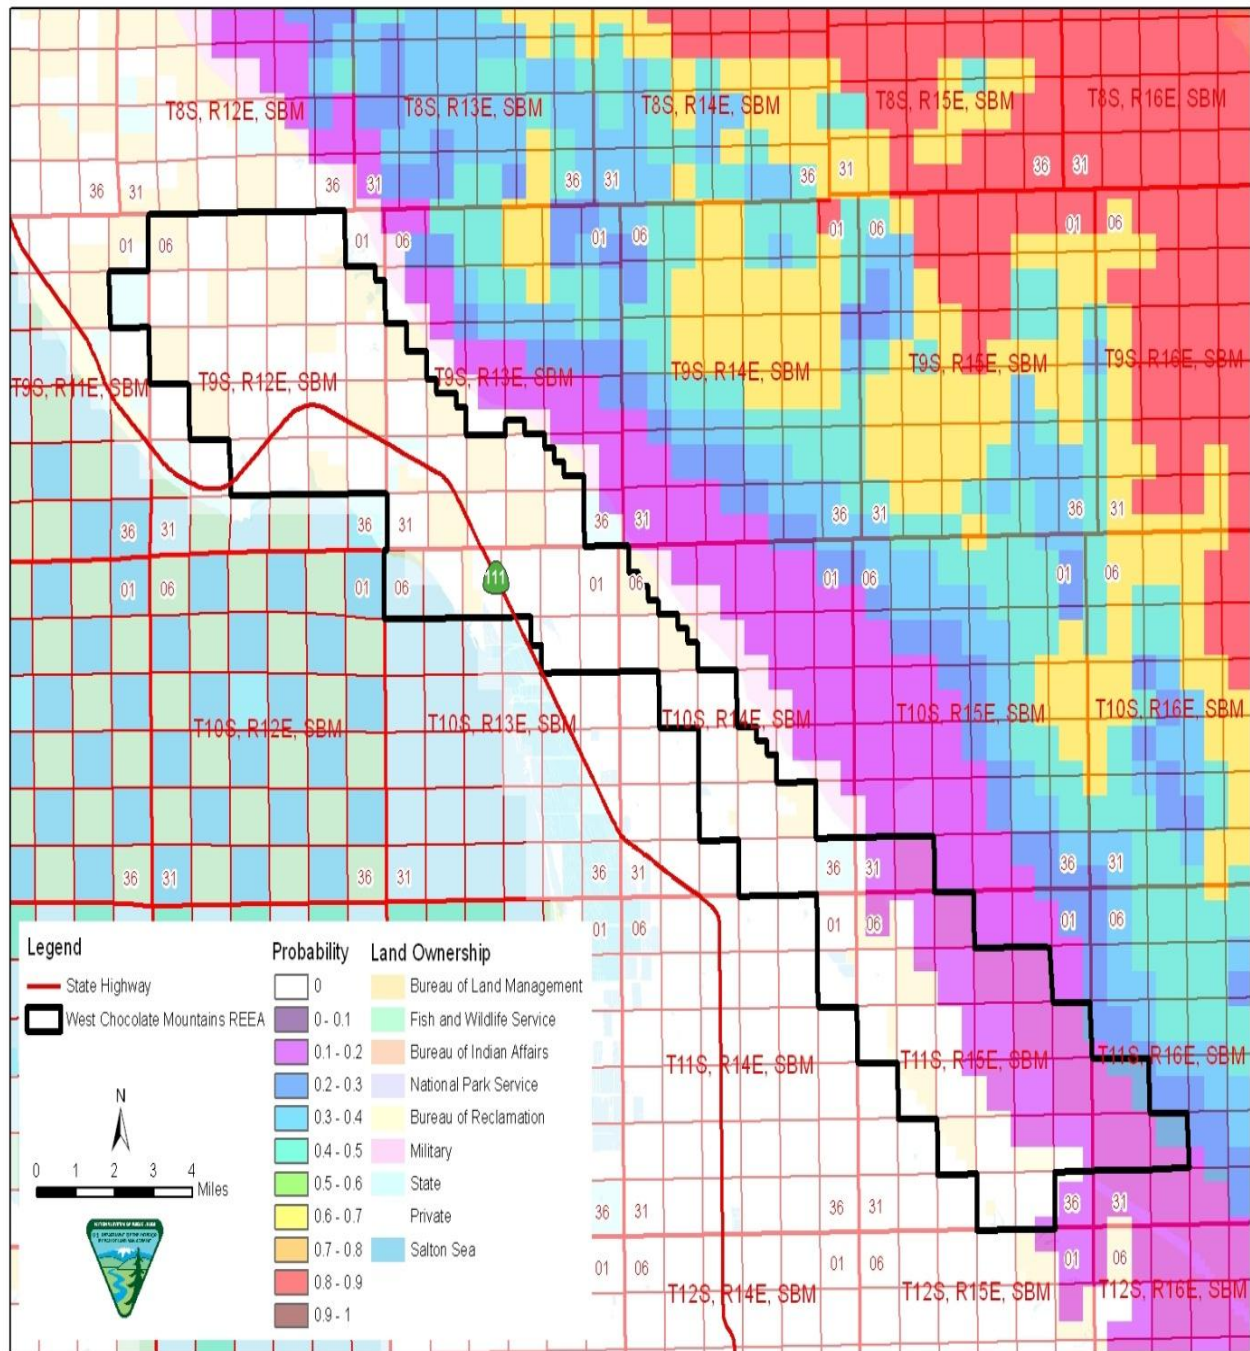 T8S, R12E, SBM
T8S, R13E, SBM
T8S, R14E, SBM
T8S, R15E, SBM
T8S, R16E, SBM
36 31
36 31
36 31
36 31
36 31
01 06
01 06
01 06
01 06
01 06
T9S, R11E, SBM
T9S, R12E, SBM
T9S, R13E, SBM
T9S, R14E, SBM
T9S, R15E, SBM
T9S, R16E, SBM
36 31
36 31
36 31
36 31
36 31
111
01 06
01 06
01 06
01 06
01 06
T10S, R12E, SBM
T10S, R13E, SBM
T10S, R14E, SBM
T10S, R15E, SBM
T10S, R16E, SBM
36 31
36 31
36 31
36 31
36 31
01 06
01 06
01 06
T11S, R14E, SBM
T11S, R15E, SBM
T11S, R16E, SBM
36 31
36 31
36 31
01 06
01 06
01 06
T12S, R14E, SBM
T12S, R15E, SBM
T12S, R16E, SBM
Legend
State Highway
West Chocolate Mountains REEA
N
0 1 2 3 4
Miles
Probability
0
0 - 0.1
0.1 - 0.2
0.2 - 0.3
0.3 - 0.4
0.4 - 0.5
0.5 - 0.6
0.6 - 0.7
0.7 - 0.8
0.8 - 0.9
0.9 - 1
Land Ownership
Bureau of Land Management
Fish and Wildlife Service
Bureau of Indian Affairs
National Park Service
Bureau of Reclamation
Military
State
Private
Salton Sea